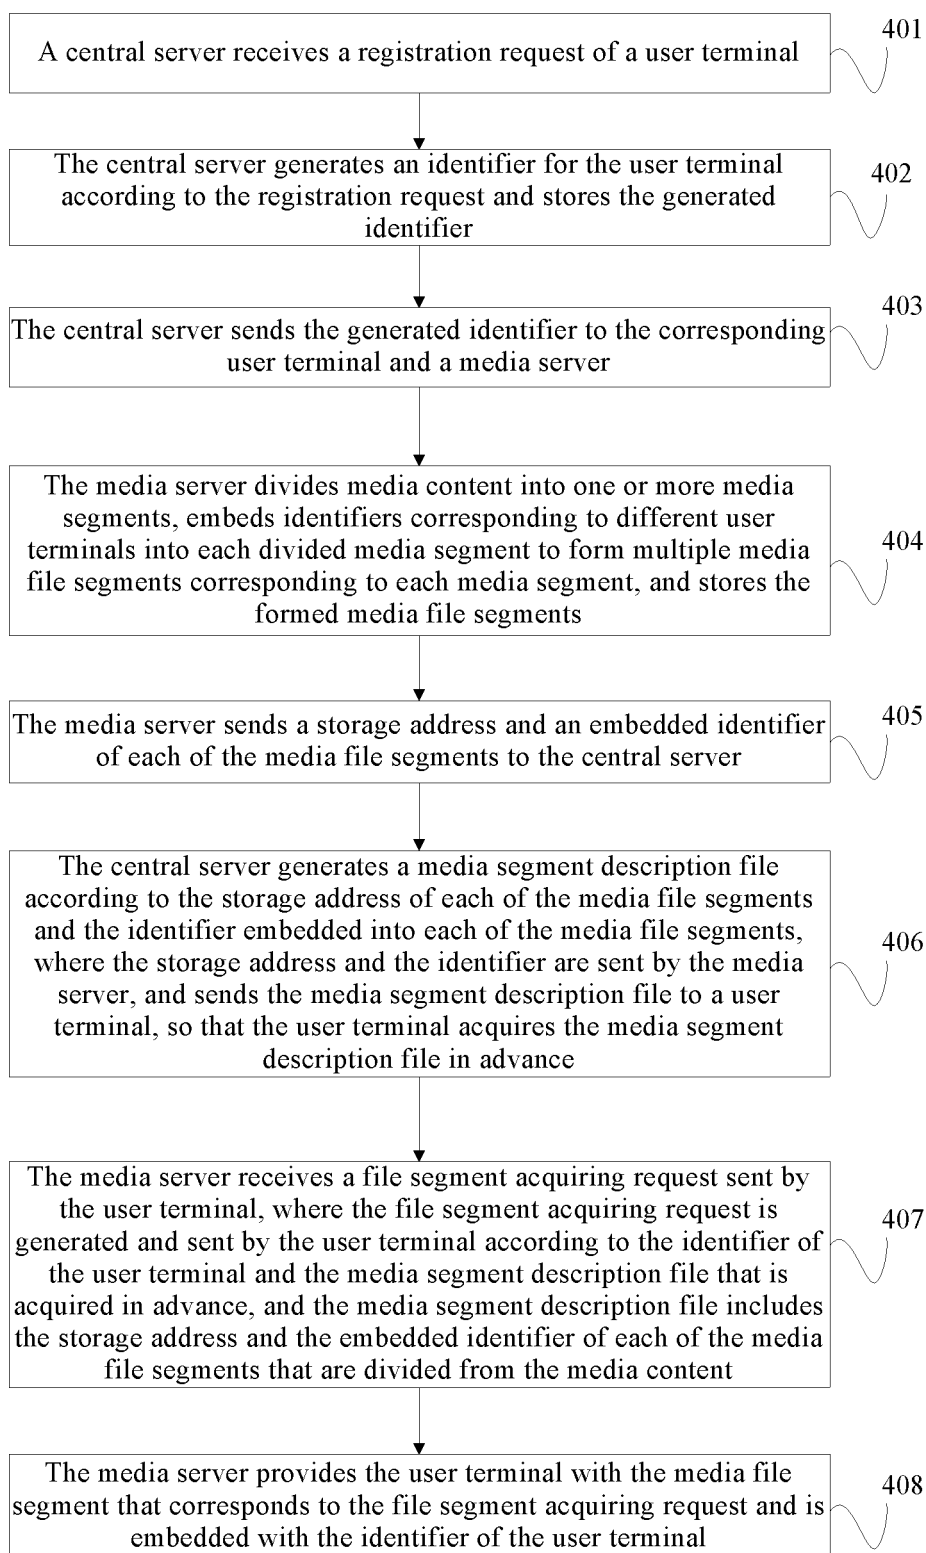 A central server receives a registration request of a user terminal
401
The central server generates an identifier for the user terminal
according to the registration request and stores the generated
identifier
402
The central server sends the generated identifier to the corresponding
user terminal and a media server
403
The media server divides media content into one or more media
segments, embeds identifiers corresponding to different user
terminals into each divided media segment to form multiple media
file segments corresponding to each media segment, and stores the
formed media file segments
404
The media server sends a storage address and an embedded identifier
of each of the media file segments to the central server
405
The central server generates a media segment description file
according to the storage address of each of the media file segments
and the identifier embedded into each of the media file segments,
where the storage address and the identifier are sent by the media
server, and sends the media segment description file to a user
terminal, so that the user terminal acquires the media segment
description file in advance
406
The media server receives a file segment acquiring request sent by
the user terminal, where the file segment acquiring request is
generated and sent by the user terminal according to the identifier of
the user terminal and the media segment description file that is
acquired in advance, and the media segment description file includes
the storage address and the embedded identifier of each of the media
file segments that are divided from the media content
407
The media server provides the user terminal with the media file
segment that corresponds to the file segment acquiring request and is
embedded with the identifier of the user terminal
408